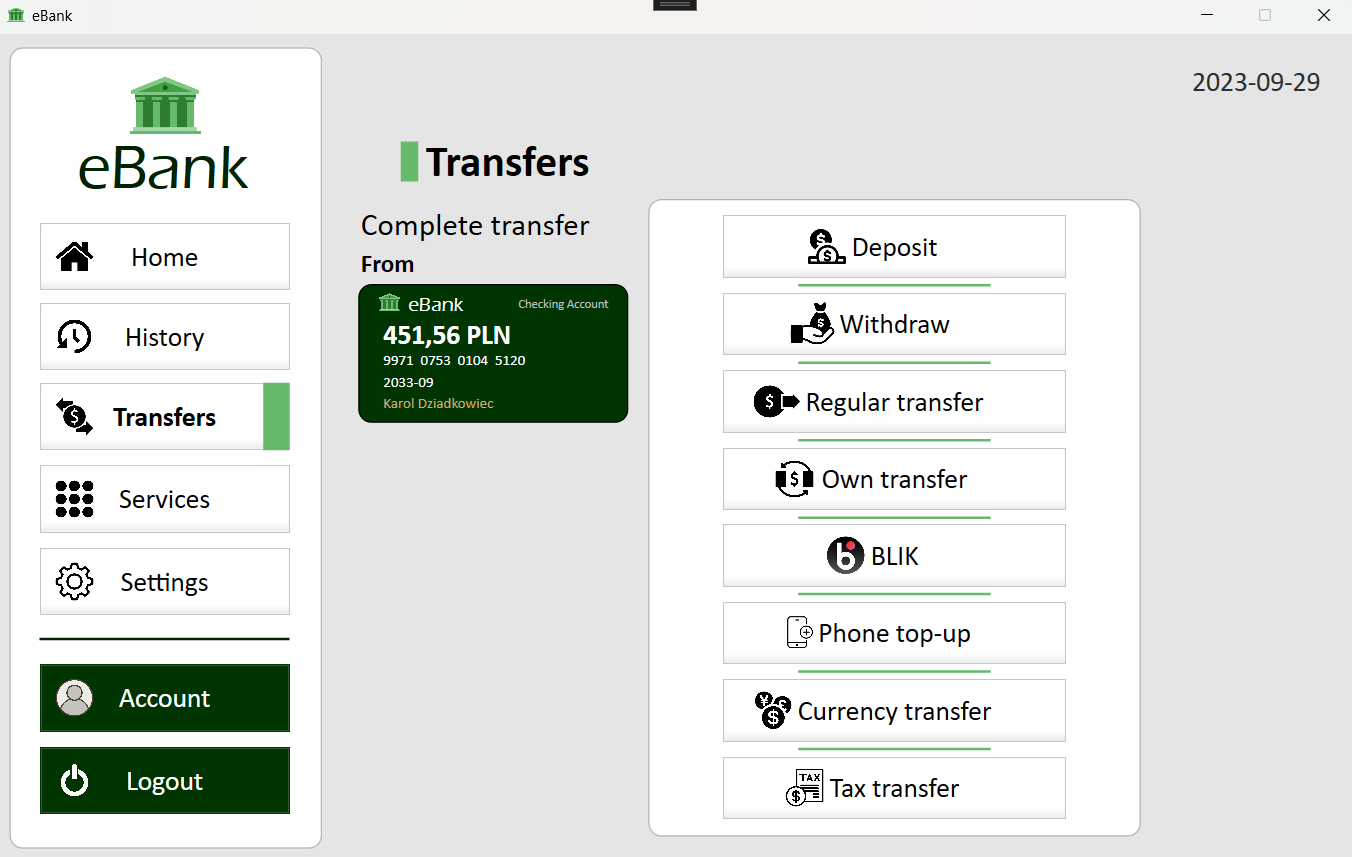 eBank
2023-09-29
eBank
Home
History
Transfers
Services
Settings
Account
Logout
Transfers
Complete transfer
From
eBank Checking Account
451,56 PLN
9971 0753 0104 5120
2033-09
Karol Dziadkowiec
Deposit
Withdraw
Regular transfer
Own transfer
BLIK
Phone top-up
Currency transfer
TAX
Tax transfer